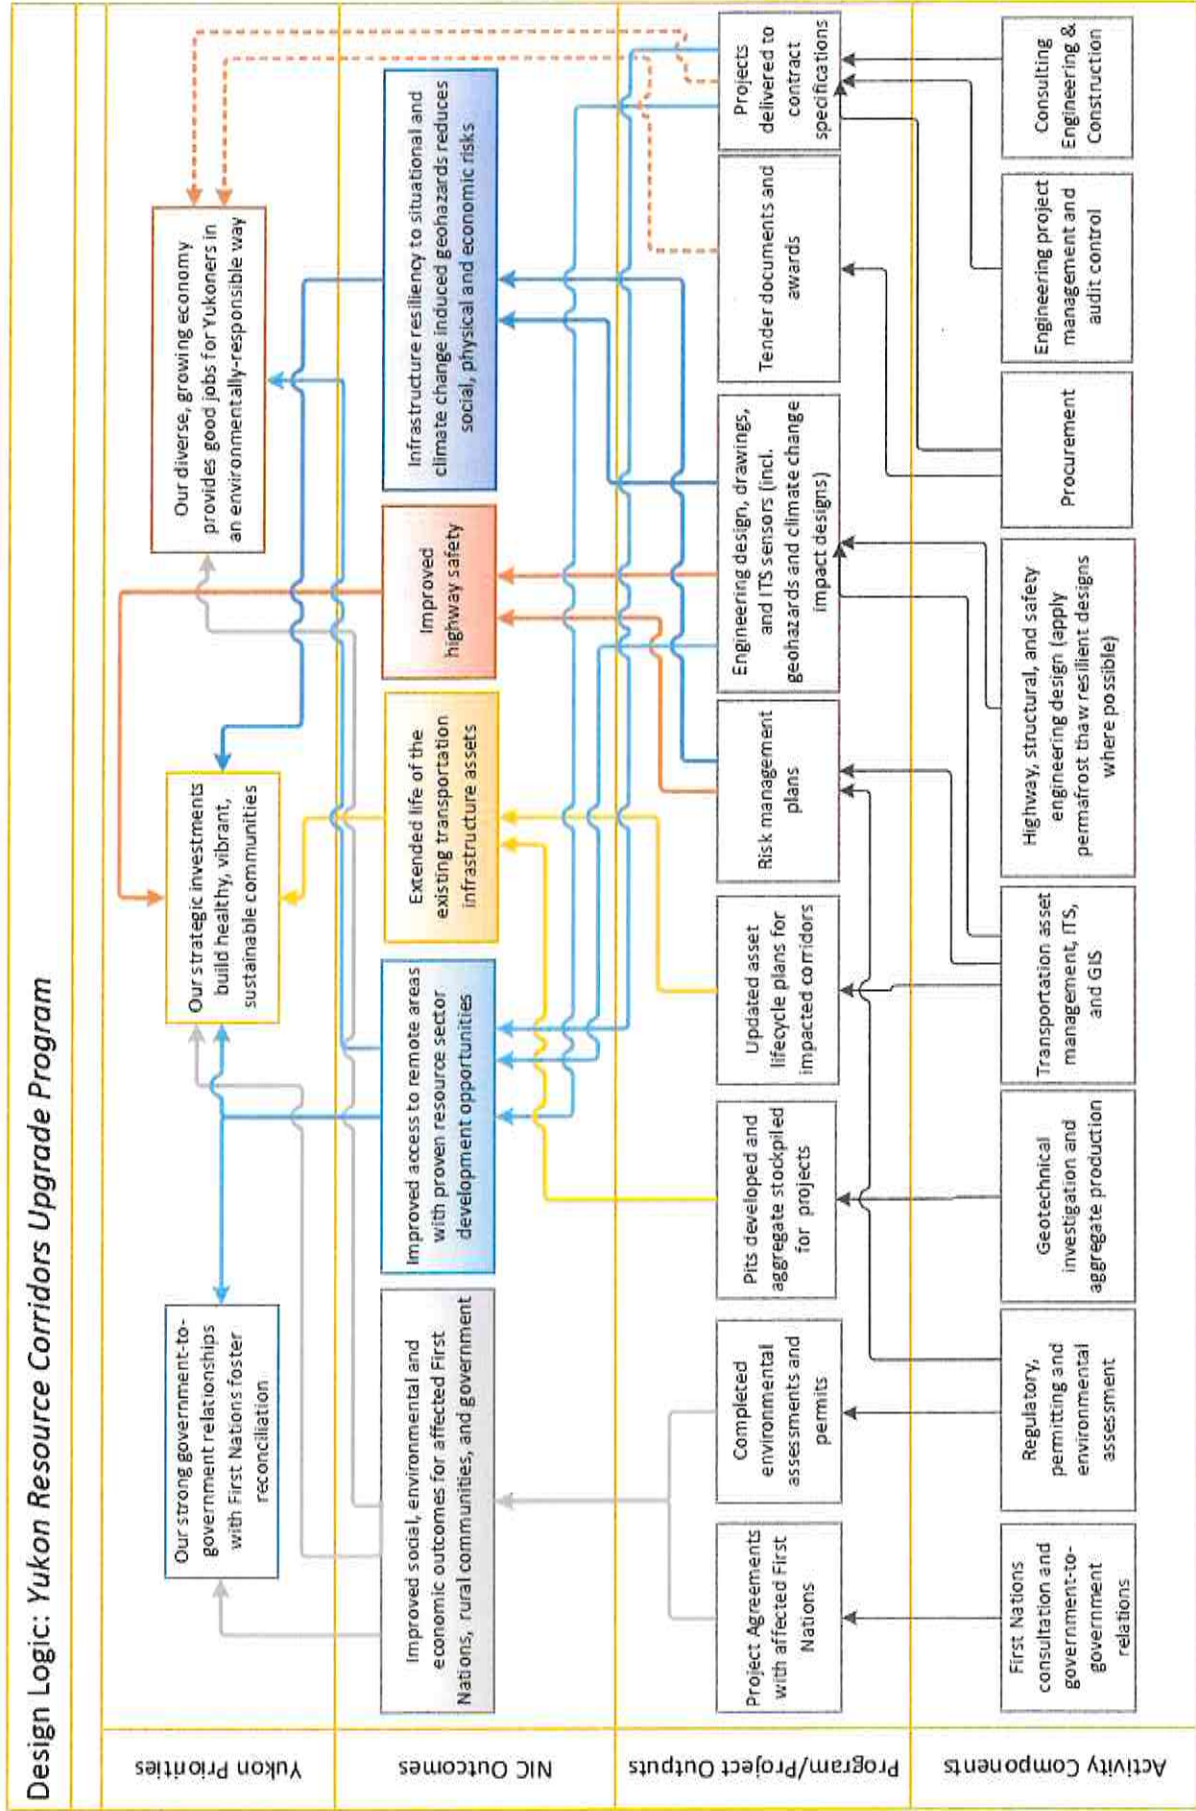 Design Logic: Yukon Resource Corridors Upgrade Program
Yukon Priorities
Our strong government-to-
government relationships
with First Nations foster
reconciliation
Our strategic investments
build healthy, vibrant,
sustainable communities
Our diverse, growing economy
provides good jobs for Yukoners in
an environmentally-responsible way
NIC Outcomes
Improved social, environmental and
economic outcomes for affected First
Nations, rural communities, and government
Improved access to remote areas
with proven resource sector
development opportunities
Extended life of the
existing transportation
infrastructure assets
Improved
highway safety
Infrastructure resiliency to situational and
climate change induced geohazards reduces
social, physical and economic risks
Program/Project Outputs
Project Agreements
with affected First
Nations
Completed
environmental
assessments and
permits
Pits developed and
aggregate stockpiled
for projects
Updated asset
lifecycle plans for
impacted corridors
Risk management
plans
Engineering design, drawings,
and ITS sensors (incl.
geohazards and climate change
impact designs)
Tender documents and
awards
Projects
delivered to
contract
specifications
Activity Components
First Nations
consultation and
government-to-
government
relations
Regulatory,
permitting and
environmental
assessment
Geotechnical
investigation and
aggregate production
Transportation asset
management, ITS,
and GIS
Highway, structural, and safety
engineering design (apply
permafrost thaw resilient designs
where possible)
Procurement
Engineering project
management and
audit control
Consulting
Engineering &
Construction